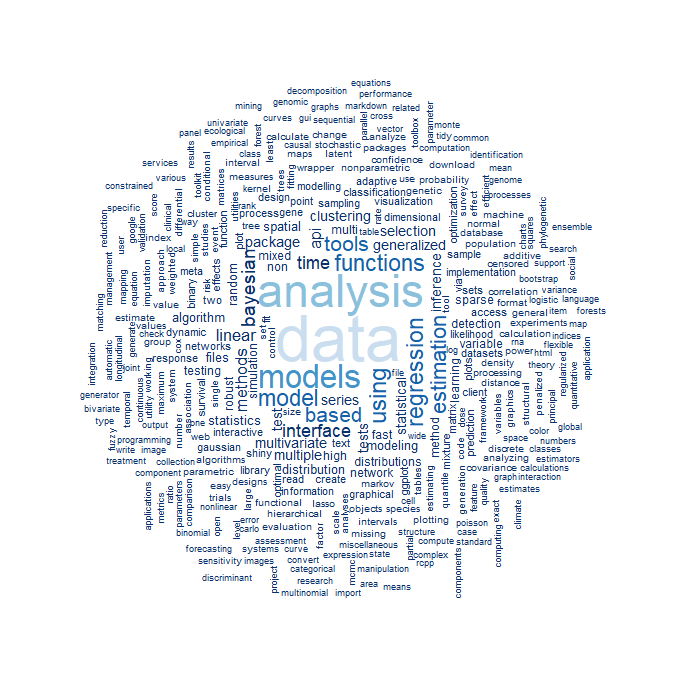 equations
decomposition
performance
mining
genomic
graphs
markdown
related
curves
gui
sequential
parallel
cross
parameter
univariate
vector
monte
panel
ecological
forest
calculate
change
analyze
toolbox
tidy
common
empirical
least
causal
stochastic
packages
computation
services
results
class
maps
latent
confidence
identification
various
interval
trees
wrapper
nonparametric
download
mean
constrained
toolkit
conditional
measures
fitting
adaptive
use
probability
efficient
genome
score
matrices
kernel
modelling
classification
genetic
effect
processes
specific
clinical
differential
utilities
design
point
sampling
visualization
survey
reduction
google
validation
way
cluster
rank
process
gene
clustering
rate
dimensional
optimization
machine
squares
phylogenetic
ensemble
user
index
simple
studies
event
function
tree
spatial
api
multi
table
selection
normal
database
charts
management
mapping
equation
local
plot
package
tools
generalized
population
additive
search
imputation
approach
weighted
meta
risk
effects
bayesian
mixed
time
functions
inference
sample
censored
support
social
matching
value
binary
random
non
tool
via
implementation
bootstrap
two
analysis
sets
correlation
variance
sparse
format
logistic
language
estimate
algorithm
set
fit
access
general
item
forests
values
dynamic
linear
control
data
regression
estimation
detection
experiments
map
automatic
longitudinal
generate
check
cox
likelihood
calculation
indices
group
networks
variable
rna
flexible
integration
joint
response
files
methods
simulation
log
datasets
power
html
plots
density
theory
regularized
quantitative
application
generator
temporal
continuous
utility
working
maximum
system
testing
robust
models
file
using
statistical
learning
processing
distance
penalized
principal
bivariate
association
survival
single
model
series
client
structural
type
output
number
bone
statistics
test
size
based
matrix
dose
framework
variables
graphics
color
global
fuzzy
programming
web
interactive
interface
tests
fast
wide
method
code
prediction
space
numbers
write
image
gaussian
multivariate
text
modeling
discrete
classes
treatment
collection
algorithms
shiny
multiple
high
mixture
analyzing
estimators
component
parametric
library
distribution
network
distributions
covariance
calculations
applications
metrics
ratio
parameters
comparison
easy
designs
optimal
read
create
markov
ggplot
tables
estimating
quantile
generation
feature
quality
graph
interaction
trials
large
information
graphical
cell
estimates
nonlinear
functional
lasso
objects
species
exact
climate
open
level
error
hierarchical
scale
analyses
intervals
plotting
poisson
binomial
carlo
evaluation
factor
missing
structure
case
computing
assessment
miscellaneous
partial
compute
standard
forecasting
systems
curve
expression
state
complex
sensitivity
images
convert
mcmc
manipulation
rcpp
components
discriminant
project
categorical
research
area
means
multinomial
import